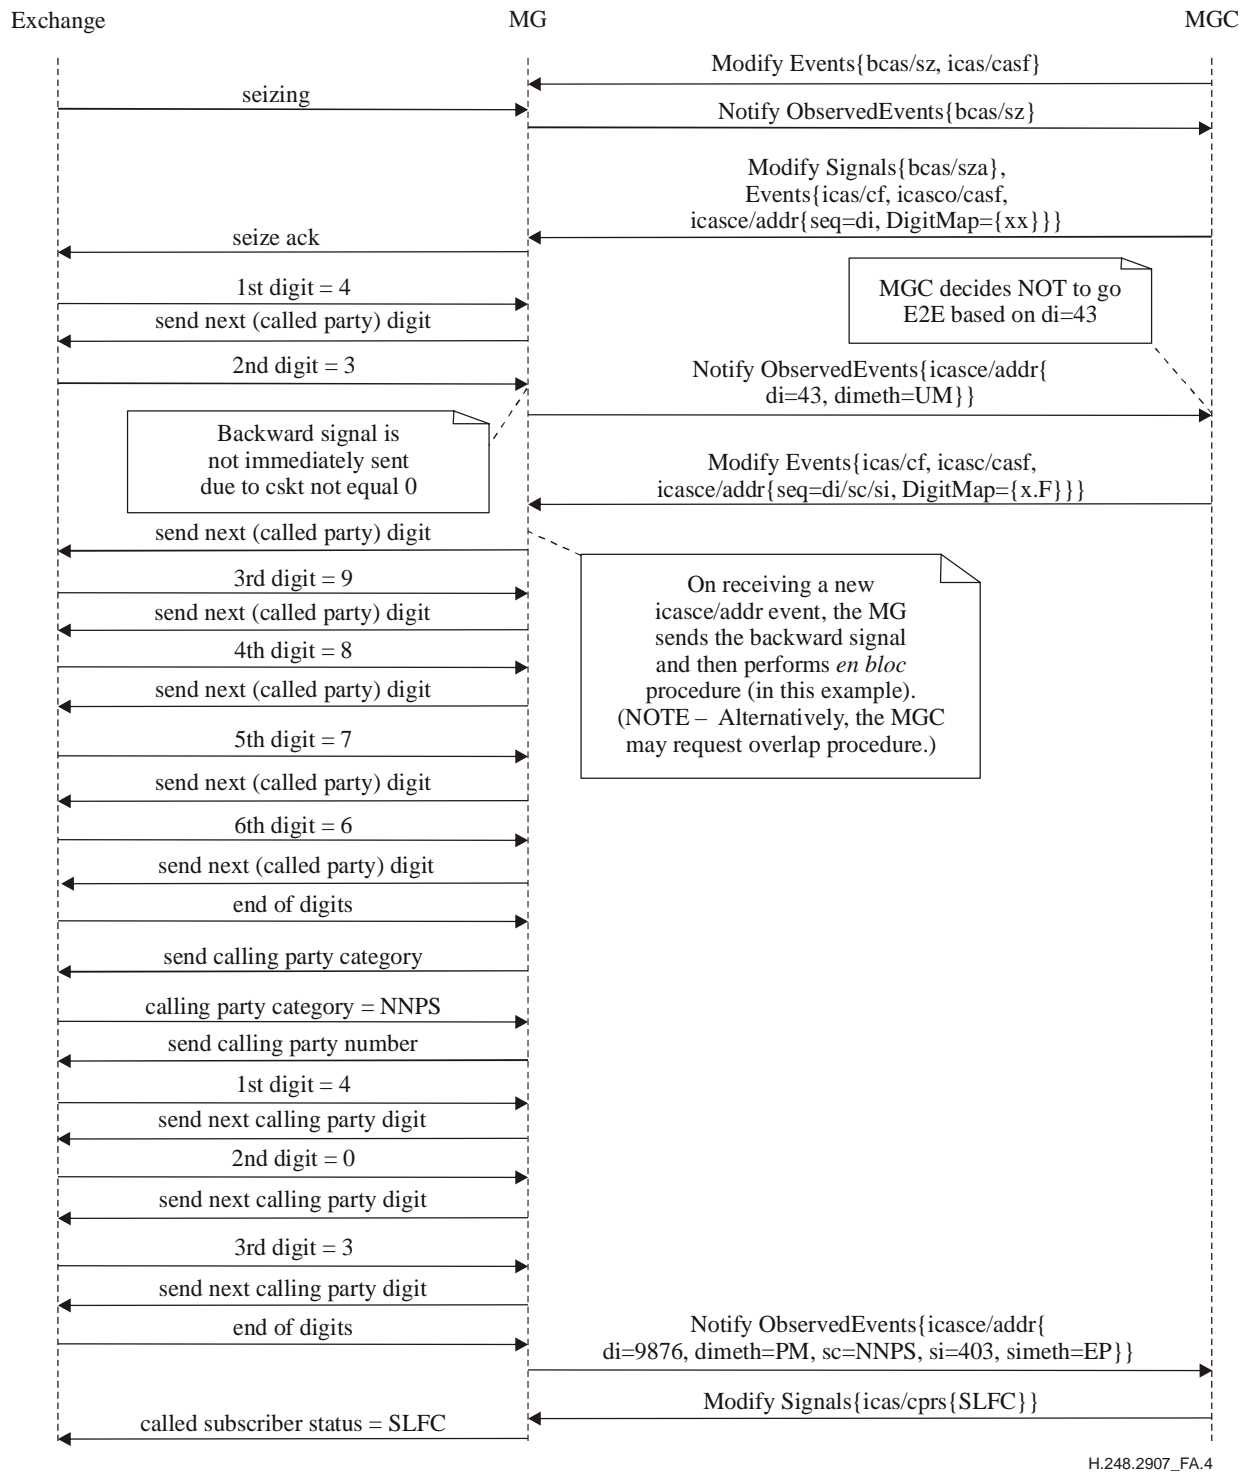 Exchange
MG
MGC
Modify Events{bcas/sz, icas/casf}
seizing
Notify ObservedEvents{bcas/sz}
Modify Signals{bcas/sza},
Events{icas/cf, icasco/casf,
icasce/addr{seq=di, DigitMap={xx}}}
seize ack
1st digit = 4
MGC decides NOT to go
E2E based on di=43
send next (called party) digit
2nd digit = 3
Notify ObservedEvents{icasce/addr{
di=43, dimeth=UM}}
Backward signal is
not immediately sent
due to cskt not equal 0
Modify Events{icas/cf, icasc/casf,
icasce/addr{seq=di/sc/si, DigitMap={x.F}}}
send next (called party) digit
3rd digit = 9
On receiving a new
icasce/addr event, the MG
sends the backward signal
and then performs en bloc
procedure (in this example).
(NOTE – Alternatively, the MGC
may request overlap procedure.)
send next (called party) digit
4th digit = 8
send next (called party) digit
5th digit = 7
send next (called party) digit
6th digit = 6
send next (called party) digit
end of digits
send calling party category
calling party category = NNPS
send calling party number
1st digit = 4
send next calling party digit
2nd digit = 0
send next calling party digit
3rd digit = 3
send next calling party digit
end of digits
Notify ObservedEvents{icasce/addr{
di=9876, dimeth=PM, sc=NNPS, si=403, simeth=EP}}
Modify Signals{icas/cprs{SLFC}}
called subscriber status = SLFC
H.248.2907_FA.4